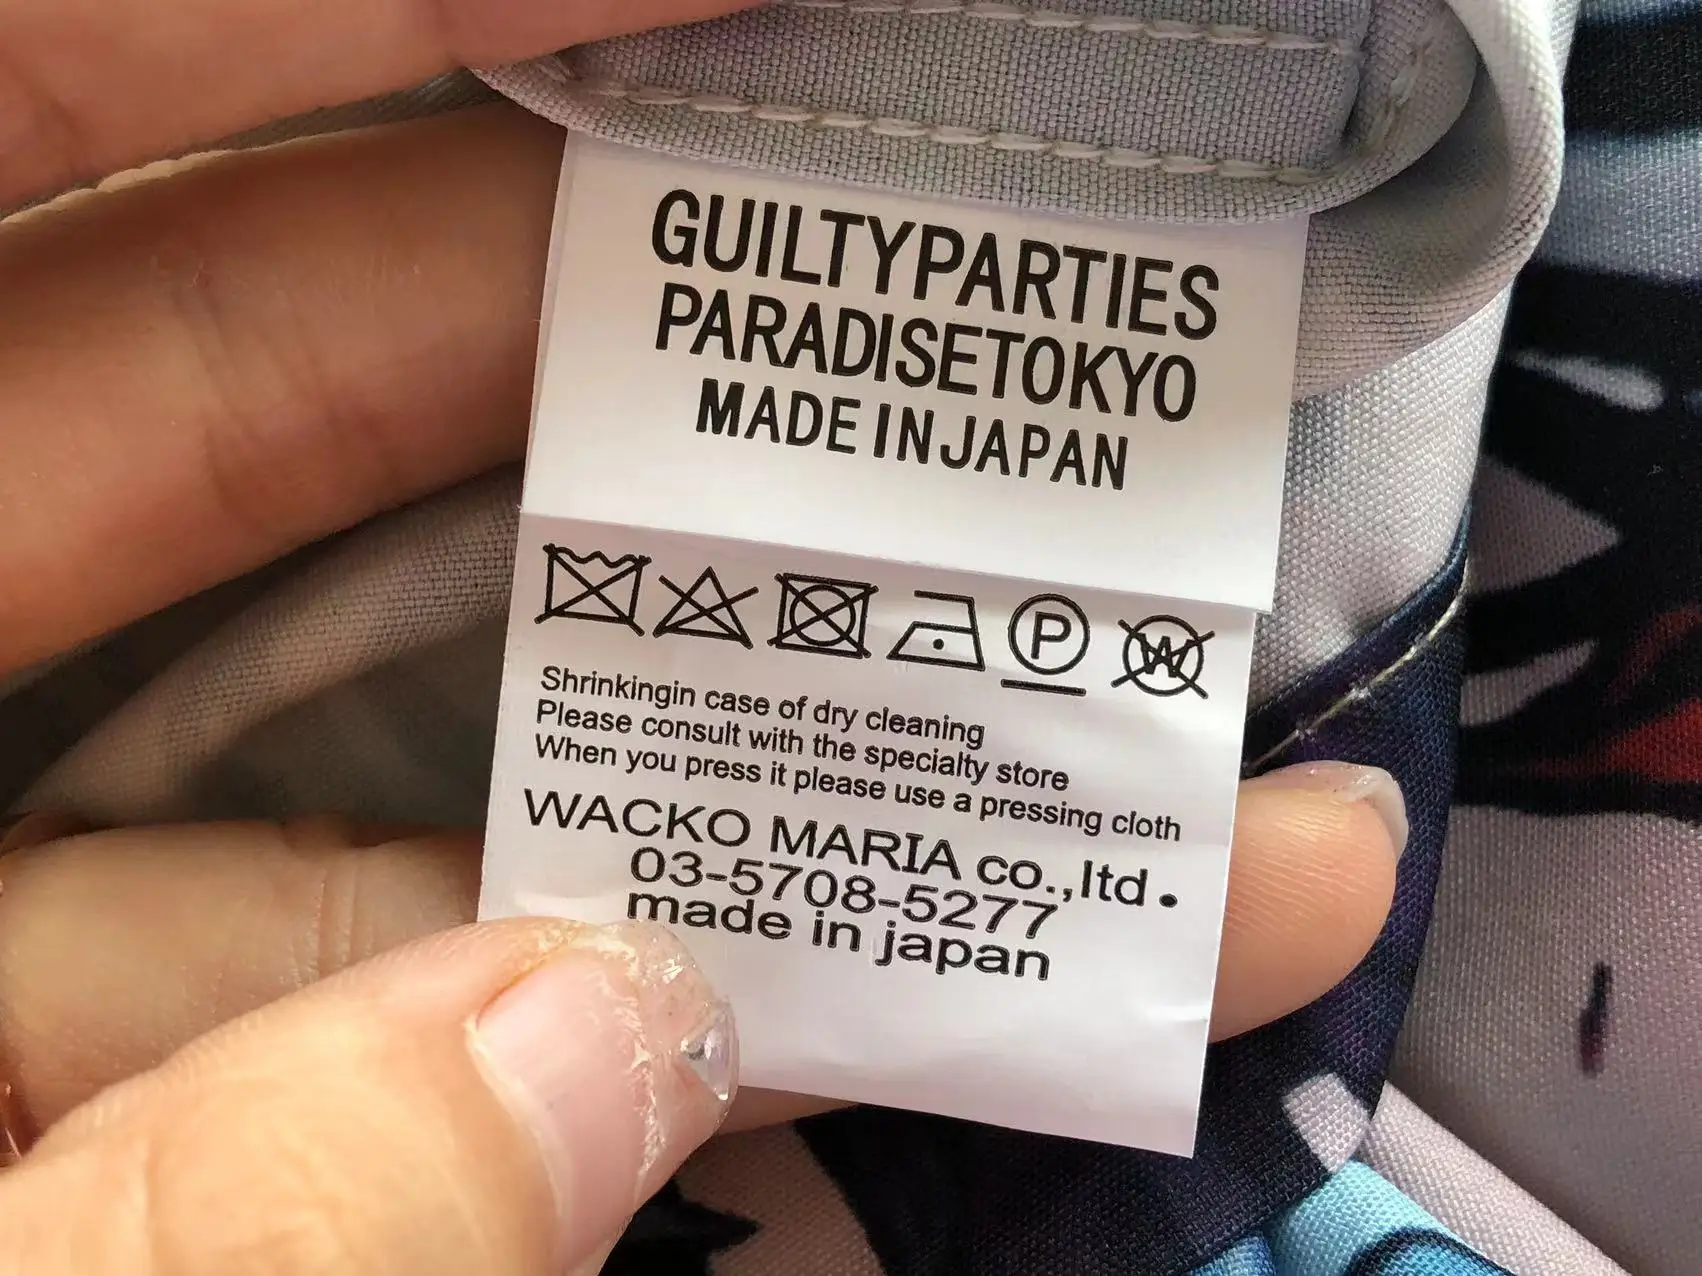 GUILTYPARTIES
PARADISETOKYO
MADE IN JAPAN
P W
Shrinkingin case of dry cleaning
Please consult with the specialty store
When you press it please use a pressing cloth
WACKO MARIA co.,ltd.
03-5708-5277
made in japan